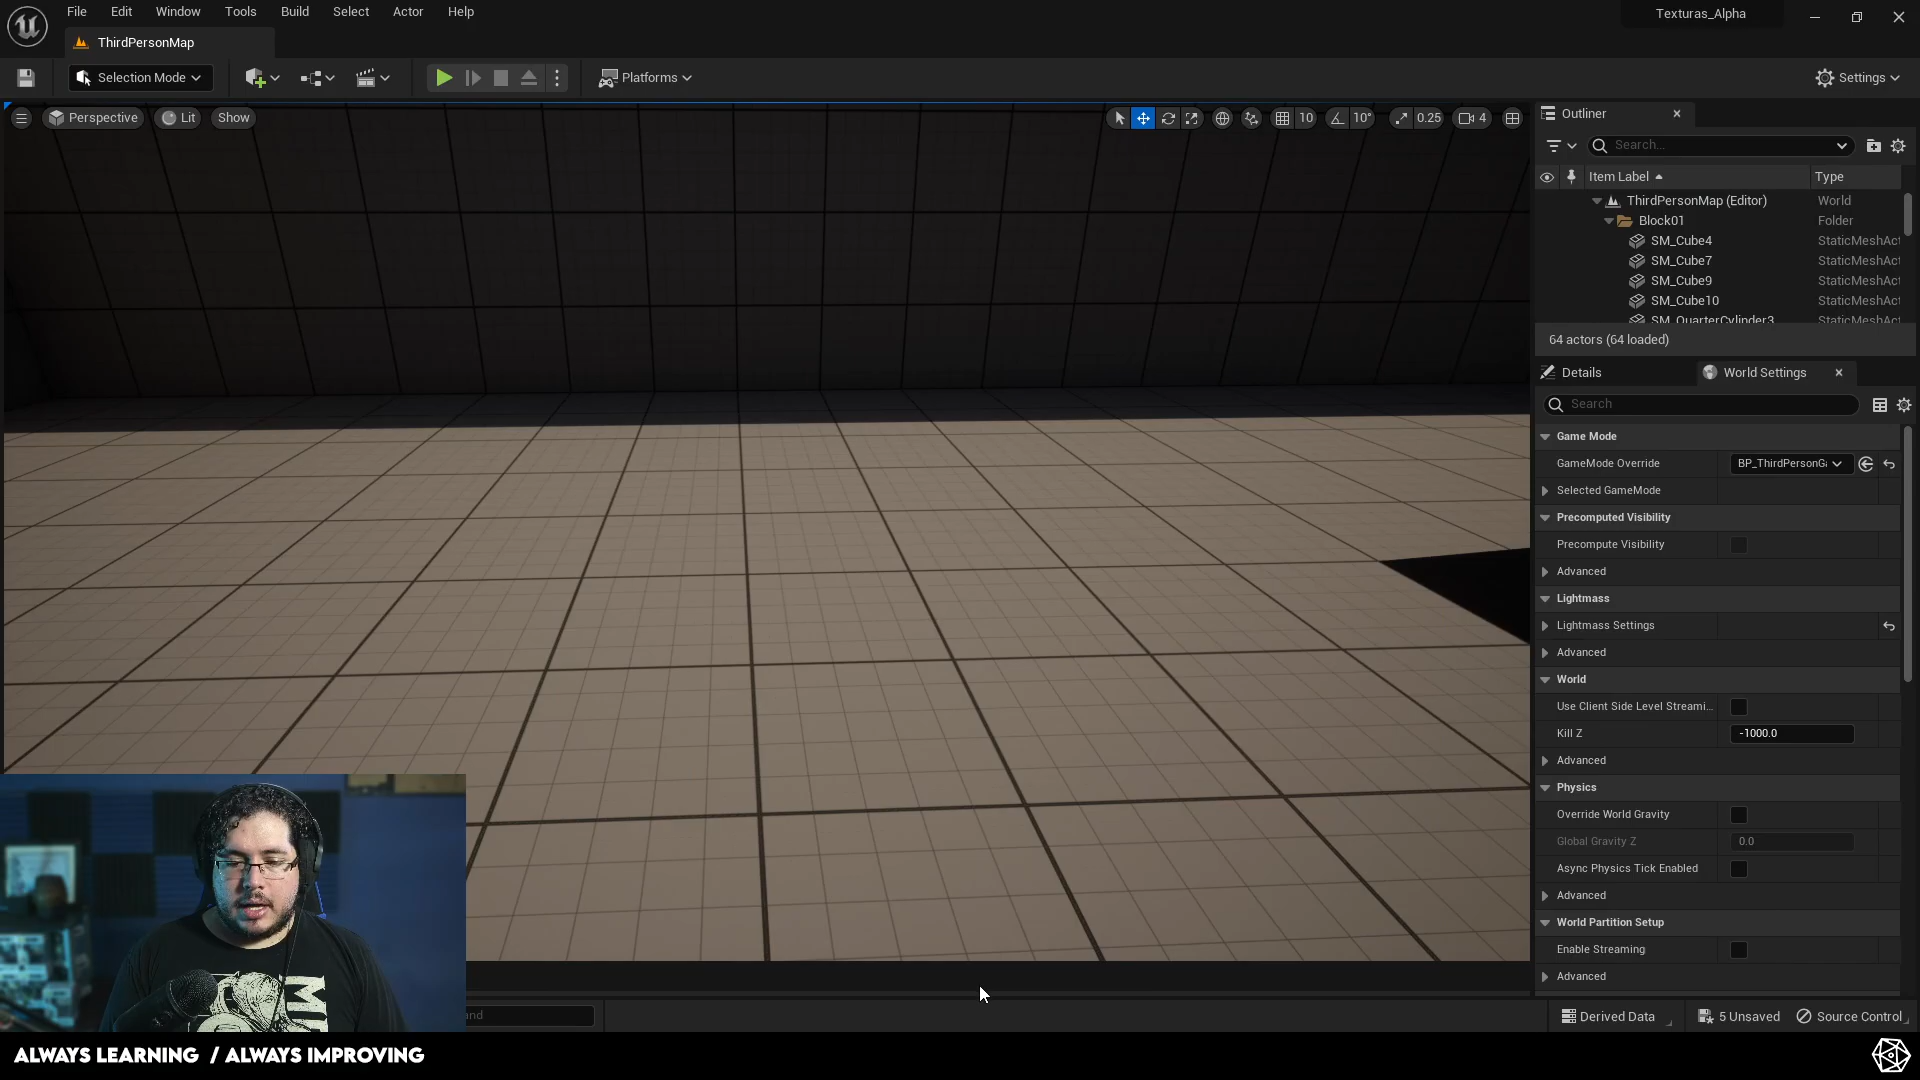 File Edit Window Tools Build Select Actor Help
Texturas_Alpha
ThirdPersonMap
Selection Mode
Platforms
Settings
Perspective Lit Show
10 10° 0.25 4
Outliner
Search...
Item Label Type
ThirdPersonMap (Editor) World
Block01 Folder
SM_Cube4 StaticMeshAct
SM_Cube7 StaticMeshAct
SM_Cube9 StaticMeshAct
SM_Cube10 StaticMeshAct
SM_QuarterCylinder3 StaticMeshAct
64 actors (64 loaded)
Details World Settings
Search
Game Mode
GameMode Override BP_ThirdPersonGa
Selected GameMode
Precomputed Visibility
Precompute Visibility
Advanced
Lightmass
Lightmass Settings
Advanced
World
Use Client Side Level Streami...
Kill Z -1000.0
Advanced
Physics
Override World Gravity
Global Gravity Z 0.0
Async Physics Tick Enabled
Advanced
World Partition Setup
Enable Streaming
Advanced
and
Derived Data 5 Unsaved Source Control
ALWAYS LEARNING / ALWAYS IMPROVING